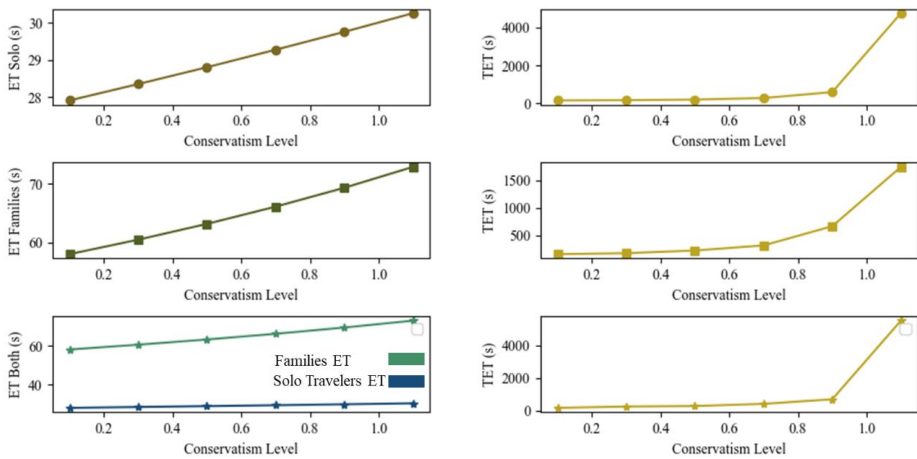 30
29
28
ET Solo (s)
0.2 0.4 0.6 0.8 1.0
Conservatism Level
4000
2000
0
TET (s)
0.2 0.4 0.6 0.8 1.0
Conservatism Level
70
60
ET Families (s)
0.2 0.4 0.6 0.8 1.0
Conservatism Level
1500
1000
500
TET (s)
0.2 0.4 0.6 0.8 1.0
Conservatism Level
60
40
ET Both (s)
Families ET
Solo Travelers ET
0.2 0.4 0.6 0.8 1.0
Conservatism Level
4000
2000
0
TET (s)
0.2 0.4 0.6 0.8 1.0
Conservatism Level